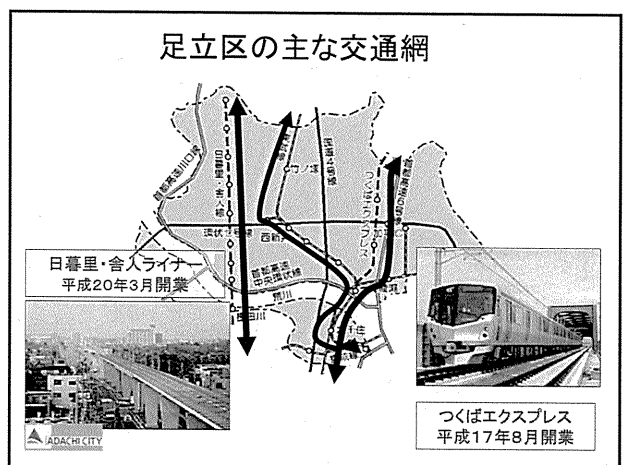 足立区の主な交通網
首都高速川口線
日暮里・舎人線
竹ノ塚
国道4号線
つくばエクスプレス
首都高速6号線
環状七号線
西新井
首都高速
中央環状線
荒川
隅田川
日暮里・舎人ライナー
平成20年3月開業
つくばエクスプレス
平成17年8月開業
ADACHI CITY